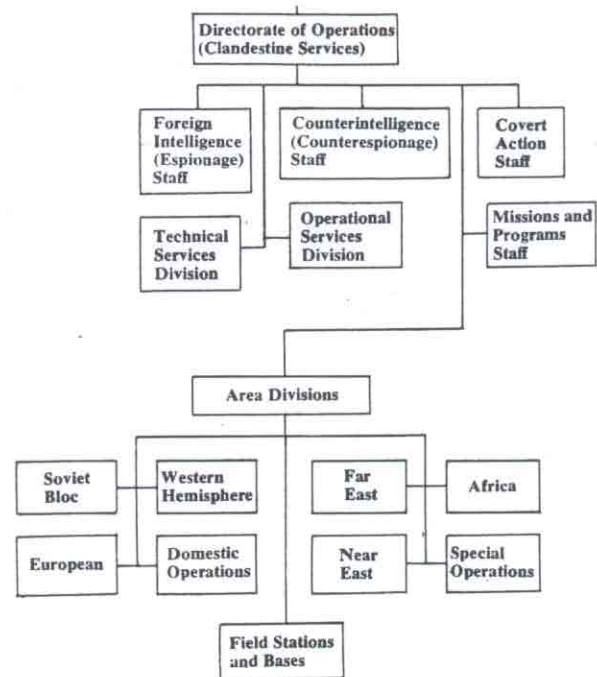 Directorate of Operations
(Clandestine Services)
Foreign
Intelligence
(Espionage)
Staff
Counterintelligence
(Counterespionage)
Staff
Covert
Action
Staff
Technical
Services
Division
Operational
Services
Division
Missions and
Programs
Staff
Area Divisions
Soviet
Bloc
Western
Hemisphere
Far
East
Africa
European
Domestic
Operations
Near
East
Special
Operations
Field Stations
and Bases